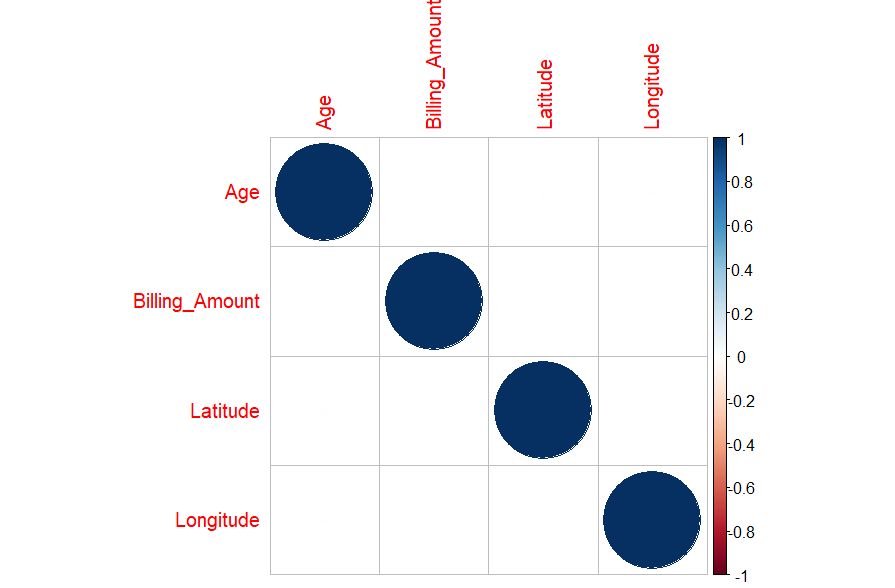 Age
Billing_Amount
Latitude
Longitude
Age
Billing_Amount
Latitude
Longitude
1
0.8
0.6
0.4
0.2
0
-0.2
-0.4
-0.6
-0.8
-1